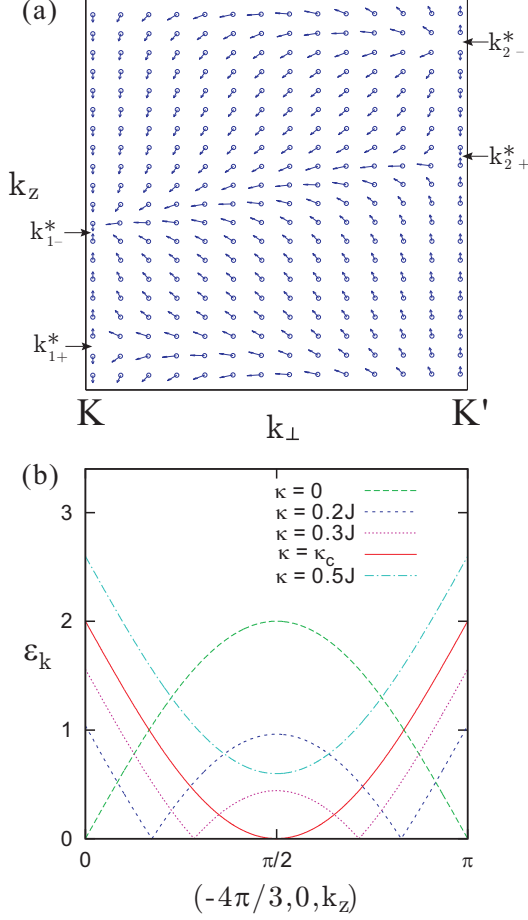 (a)
k*2-
k*2+
kz
k*1-
k*1+
K
K'
k⊥
(b)
3
2
1
0
εk
κ = 0
κ = 0.2J
κ = 0.3J
κ = κc
κ = 0.5J
0
π/2
π
(-4π/3,0,kz)